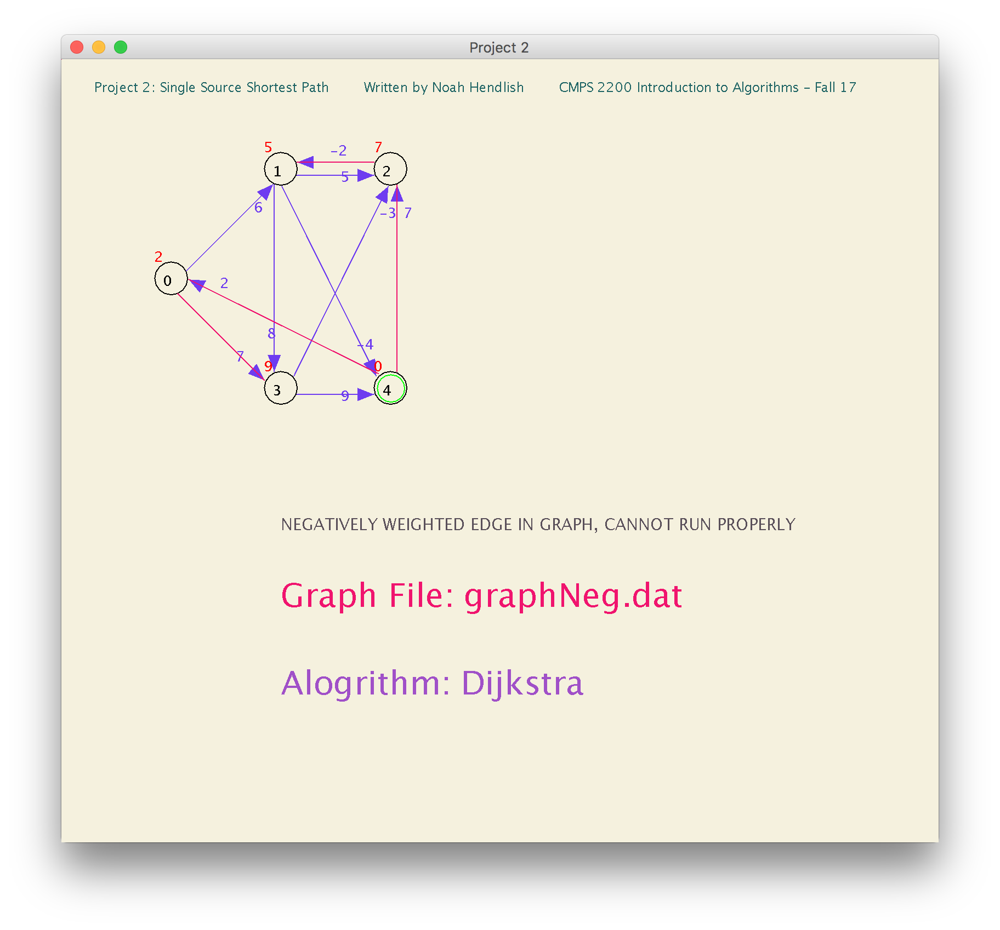 Project 2
Project 2: Single Source Shortest Path Written by Noah Hendlish CMPS 2200 Introduction to Algorithms - Fall 17
5 -2 7
1 2
5
6 -3 7
2
0 2
8
-4
7
9 0
3 4
9
NEGATIVELY WEIGHTED EDGE IN GRAPH, CANNOT RUN PROPERLY
Graph File: graphNeg.dat
Alogrithm: Dijkstra